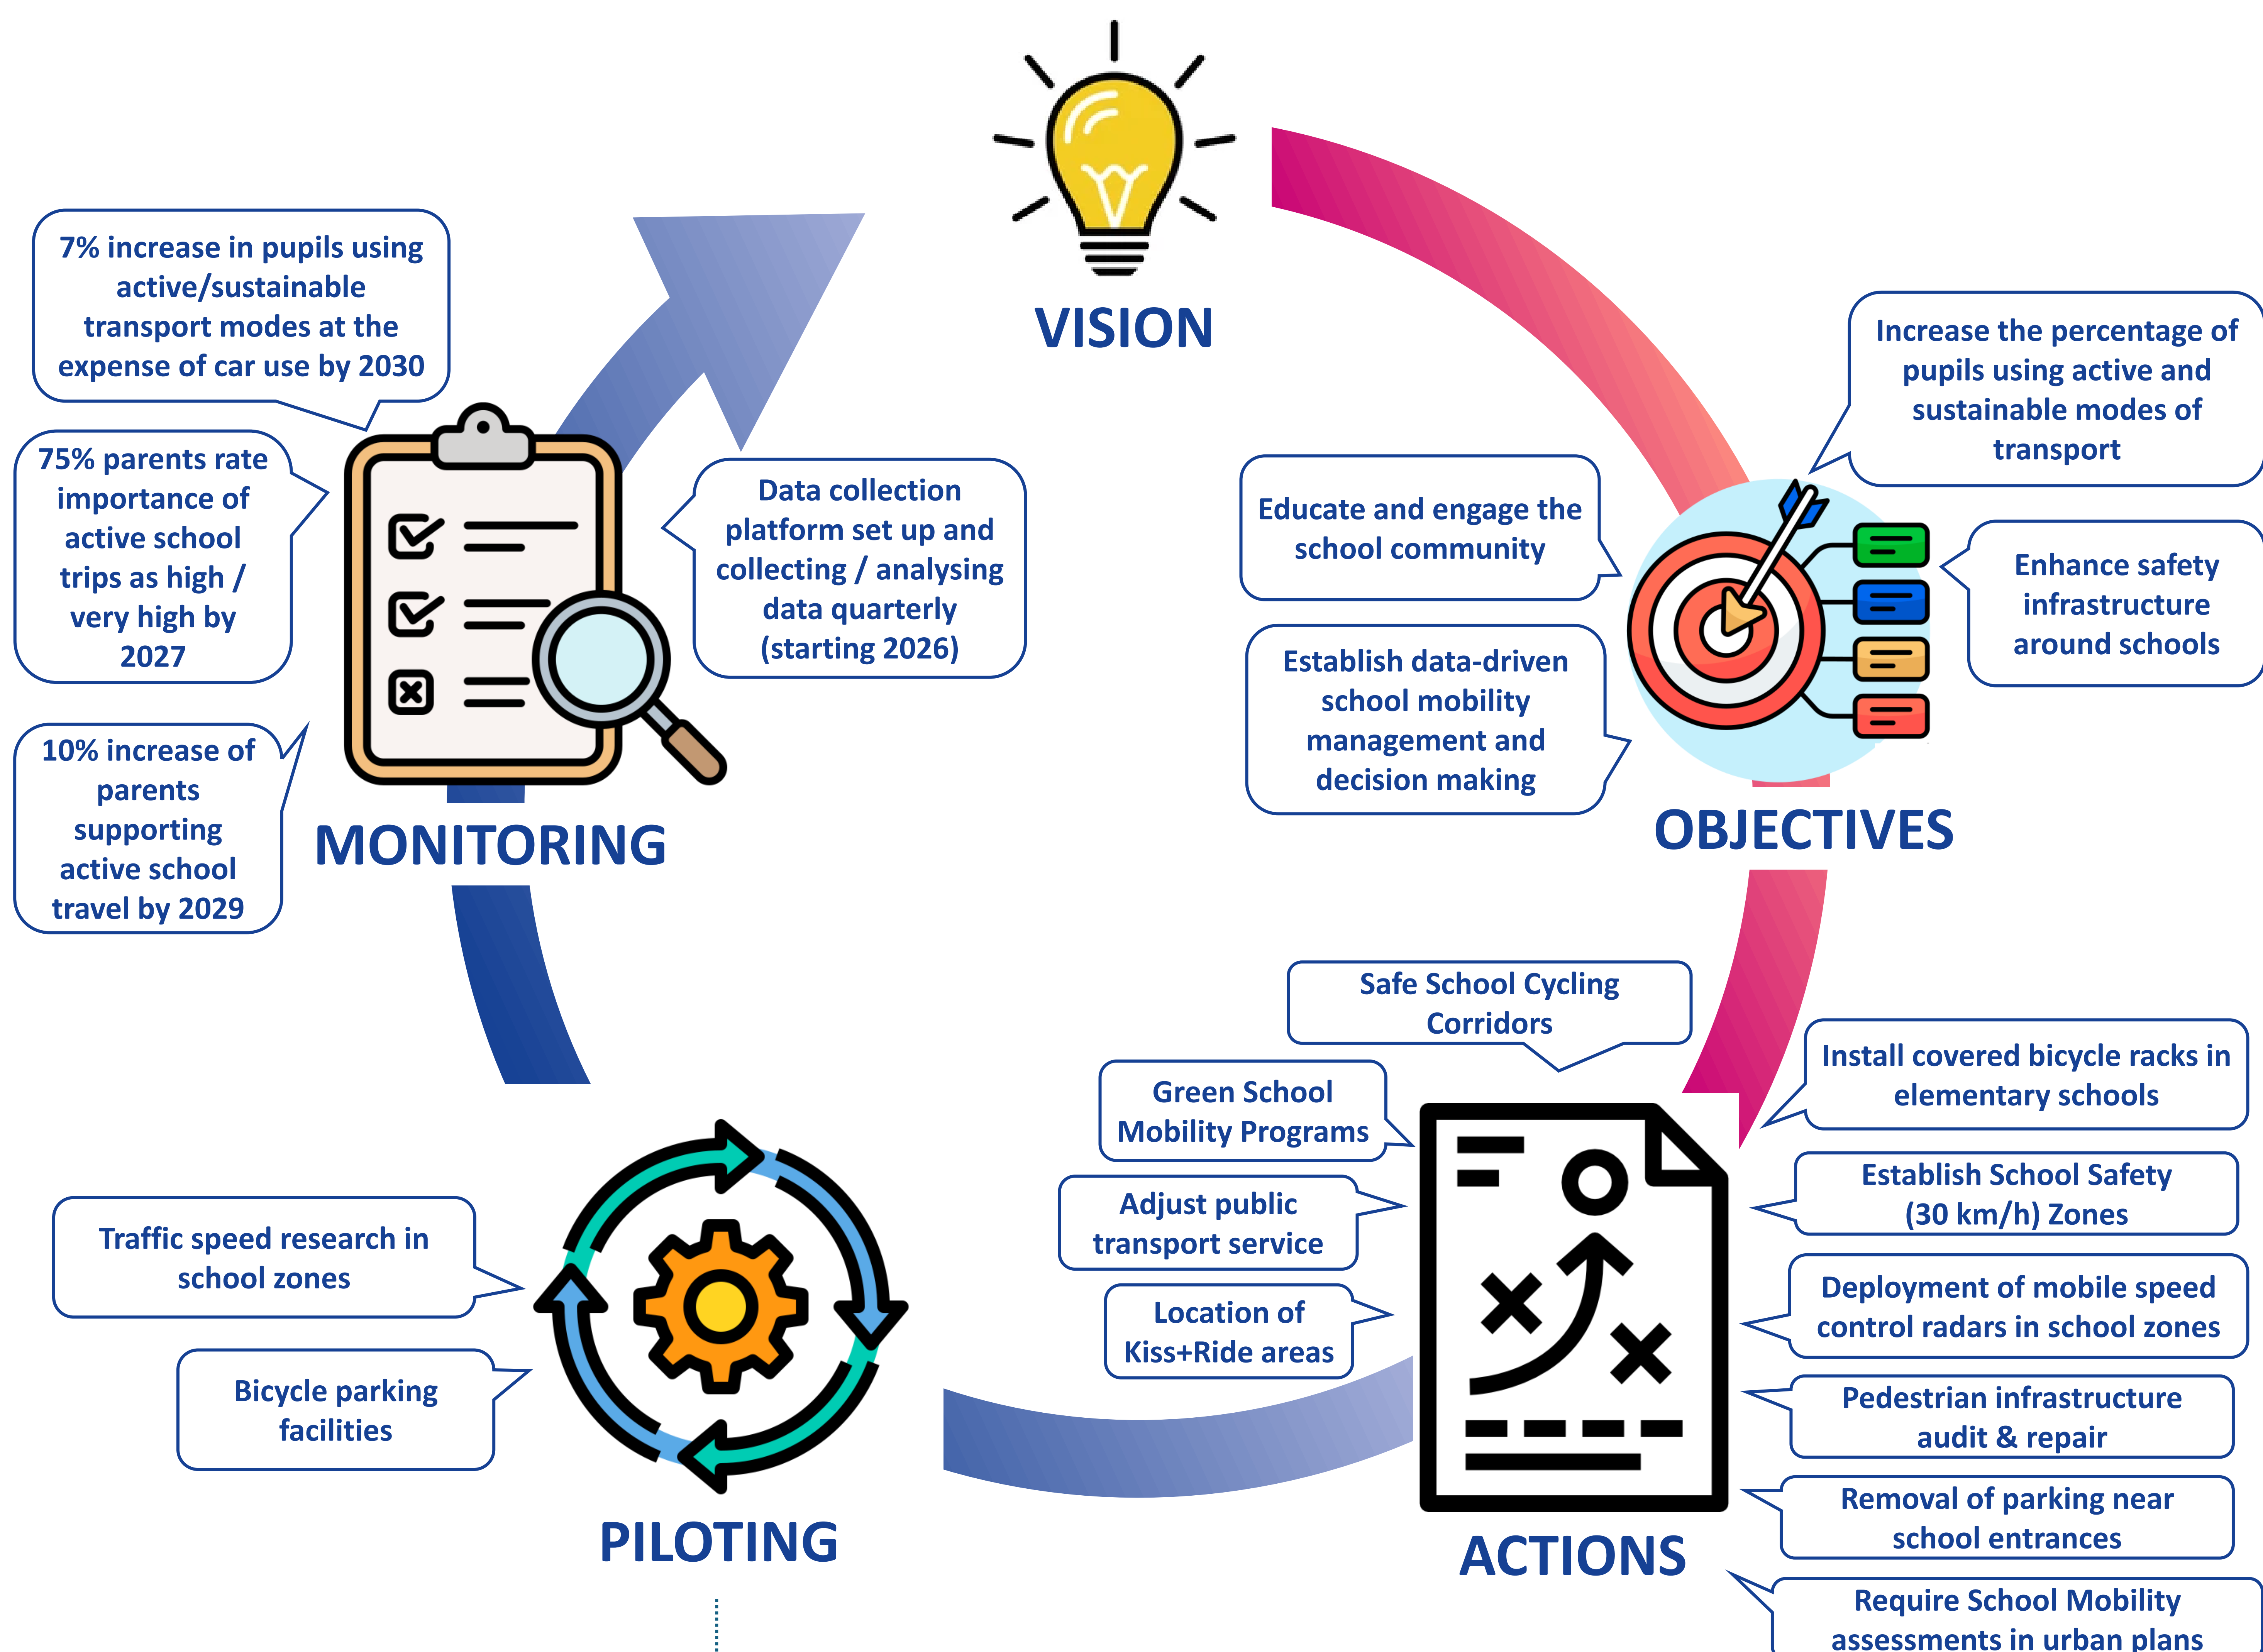 VISION
Increase the percentage of
pupils using active and
sustainable modes of
transport
Educate and engage the
school community
Enhance safety
infrastructure
around schools
Establish data-driven
school mobility
management and
decision making
OBJECTIVES
Safe School Cycling
Corridors
Green School
Mobility Programs
Adjust public
transport service
Location of
Kiss+Ride areas
Install covered bicycle racks in
elementary schools
Establish School Safety
(30 km/h) Zones
Deployment of mobile speed
control radars in school zones
Pedestrian infrastructure
audit & repair
Removal of parking near
school entrances
Require School Mobility
assessments in urban plans
ACTIONS
Traffic speed research in
school zones
Bicycle parking
facilities
PILOTING
7% increase in pupils using
active/sustainable
transport modes at the
expense of car use by 2030
75% parents rate
importance of
active school
trips as high /
very high by
2027
10% increase of
parents
supporting
active school
travel by 2029
Data collection
platform set up and
collecting / analysing
data quarterly
(starting 2026)
MONITORING